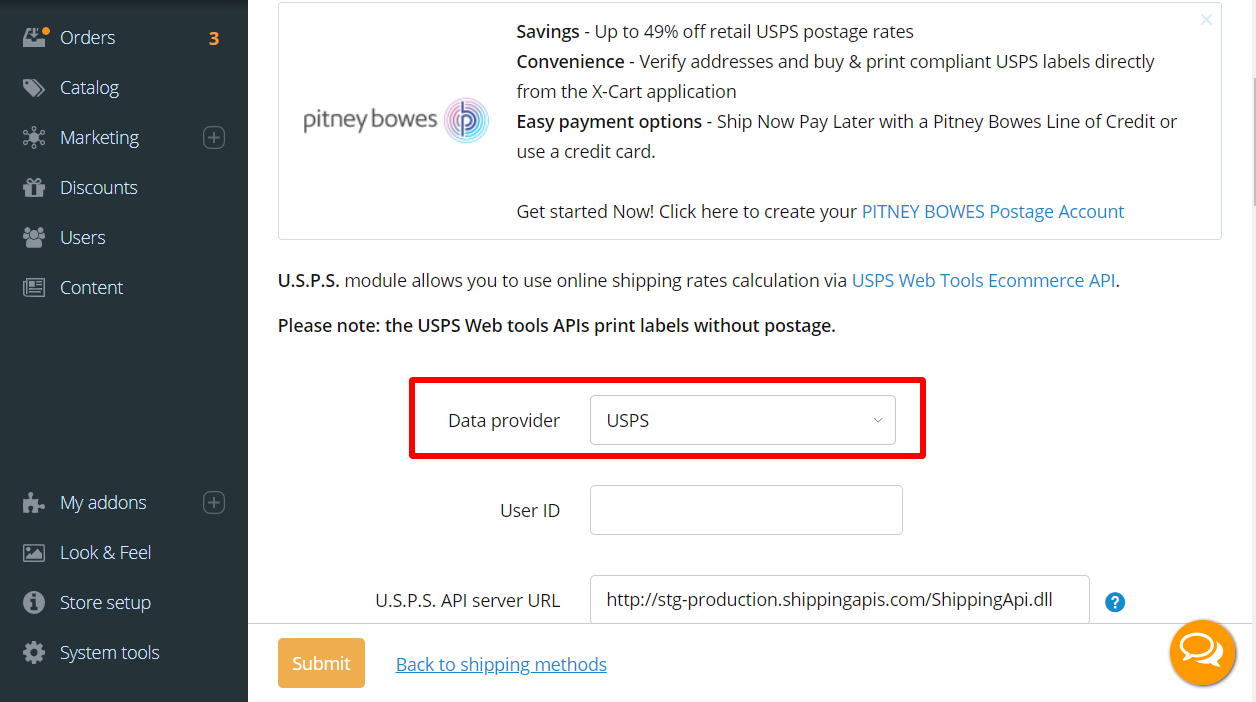 Orders 3
Catalog
Marketing
Discounts
Users
Content
My addons
Look & Feel
Store setup
System tools
pitney bowes
Savings - Up to 49% off retail USPS postage rates
Convenience - Verify addresses and buy & print compliant USPS labels directly
from the X-Cart application
Easy payment options - Ship Now Pay Later with a Pitney Bowes Line of Credit or
use a credit card.
Get started Now! Click here to create your PITNEY BOWES Postage Account
U.S.P.S. module allows you to use online shipping rates calculation via USPS Web Tools Ecommerce API.
Please note: the USPS Web tools APIs print labels without postage.
Data provider USPS
User ID
U.S.P.S. API server URL http://stg-production.shippingapis.com/ShippingApi.dll ?
Submit Back to shipping methods